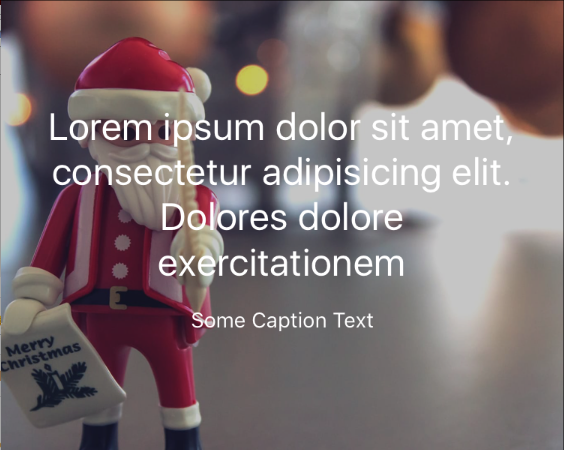 Lorem ipsum dolor sit amet,
consectetur adipisicing elit.
Dolores dolore
exercitationem
Some Caption Text
Merry
Christmas